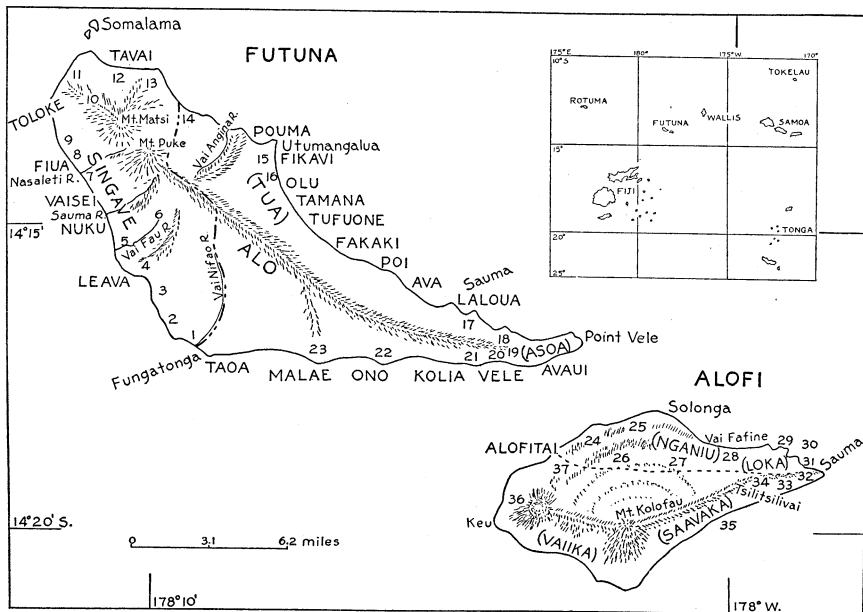 Somalama
TAVAI
FUTUNA
11
12
13
10
TOLOKE
Mt. Matsi
14
Vai Angina R.
POUMA
Utumangalua
9
8
Mt. Puke
15
FIKAVI
FIUA
7
Nasaleti R.
SINGAVE
16
(TUA)
OLU
VAISEI
TAMANA
Sauma R.
6
TUFUONE
14°15'
NUKU
5
Vai Fau R.
FAKAKI
4
Vai Nifao R.
ALO
POI
LEAVA
AVA
Sauma
3
LALOUA
17
2
18
Point Vele
1
19
(ASOA)
Fungatonga
23
22
21
20
TAOA
MALAE
ONO
KOLIA
VELE
AVAUI
175°E
180°
175°W.
170°
10°S
TOKELAU
ROTUMA
WALLIS
FUTUNA
SAMOA
15°
FIJI
20°
TONGA
25°
ALOFI
Solonga
25
24
Vai Fafine
29
30
ALOFITAI
(NGANIU)
28
31
26
27
(LOKA)
Sauma
37
34
33
32
Tsilitsilivai
36
Mt. Kolofau
Keu
(SAAVAKA)
35
(VAIIKA)
14°20' S.
0 3.1 6.2 miles
178°10'
178° W.